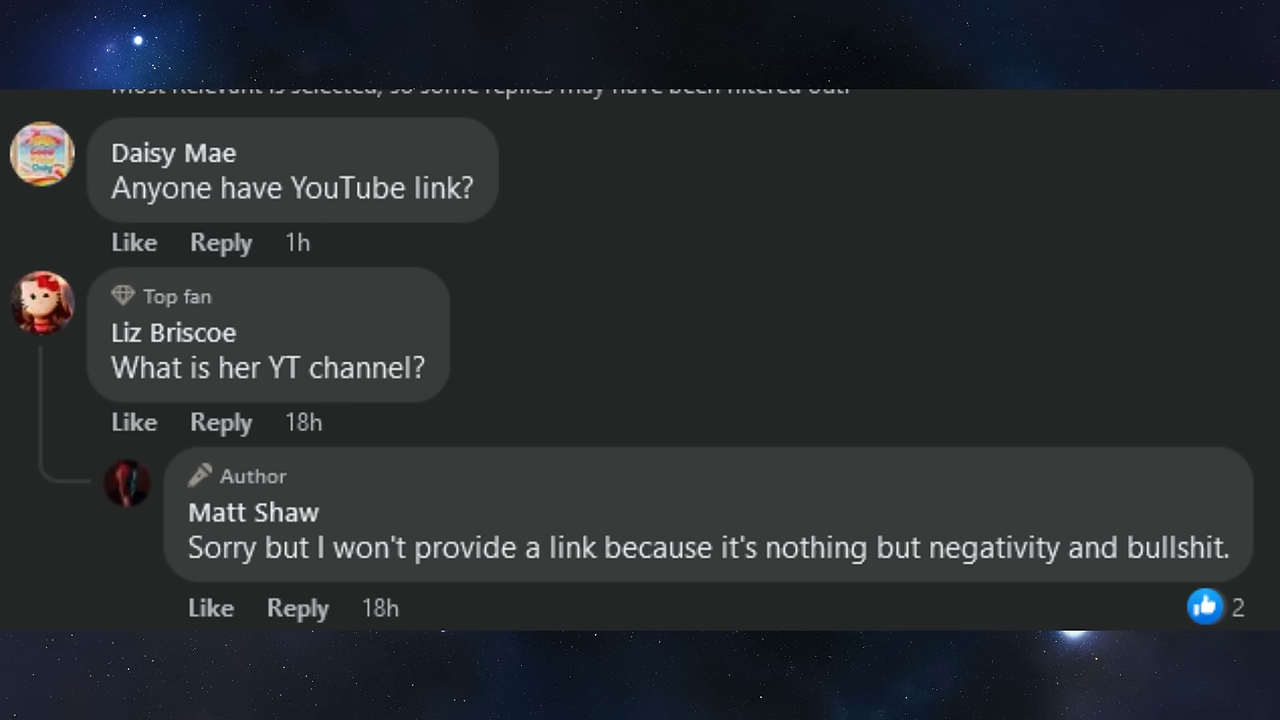 Most Relevant is selected, so some replies may have been filtered out.
Daisy Mae
Anyone have YouTube link?
Like Reply 1h
Top fan
Liz Briscoe
What is her YT channel?
Like Reply 18h
Author
Matt Shaw
Sorry but I won't provide a link because it's nothing but negativity and bullshit.
Like Reply 18h
2